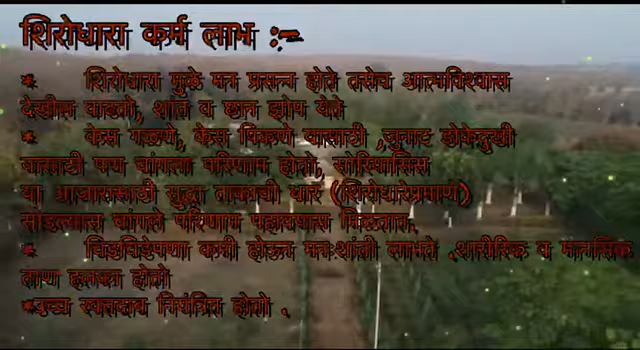 शिरोधारा कर्म लाभ :-
* शिरोधारा मुळे मन प्रसन्न होते तसेच आत्मविश्वास
देखील वाढतो, शांत व छान झोप येते
* केस गळणे, केस पिकणे यासाठी ,जुनाट डोकेदुखी
यासाठी पण चांगला परिणाम होतो, सोरियासिस
या आजारासाठी सुद्धा ताकाची धार (शिरोधारेप्रमाणे)
सोडल्यास चांगले परिणाम पहावयास मिळतात.
* चिडचिडेपणा कमी होऊन मनःशांती लाभते .शारीरिक व मानसिक
ताण हलका होतो
*उच्च रक्तदाब नियंत्रित होतो .